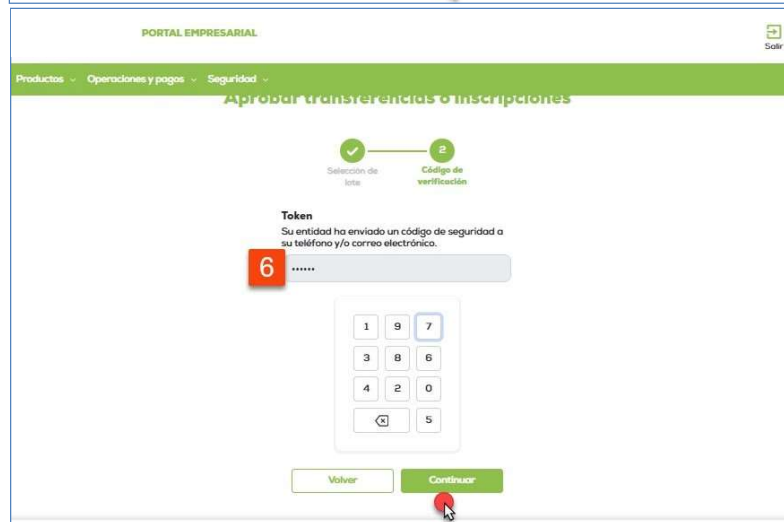 PORTAL EMPRESARIAL
Salir
Productos Operaciones y pagos Seguridad
Aprobar transferencias o inscripciones
2
Selección de
lote
Código de
verificación
Token
Su entidad ha enviado un código de seguridad a
su teléfono y/o correo electrónico.
6 ••••••
1 9 7
3 8 6
4 2 0
5
Volver Continuar